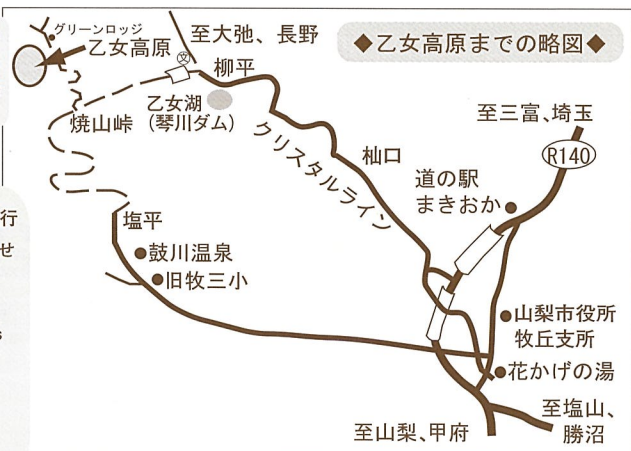 グリーンロッジ
乙女高原
至大弛、長野
◆乙女高原までの略図◆
文
柳平
乙女湖
(琴川ダム)
焼山峠
クリスタルライン
杣口
至三富、埼玉
R140
道の駅
まきおか
塩平
鼓川温泉
旧牧三小
山梨市役所
牧丘支所
花かげの湯
至塩山、
勝沼
至山梨、甲府
行
せ
s